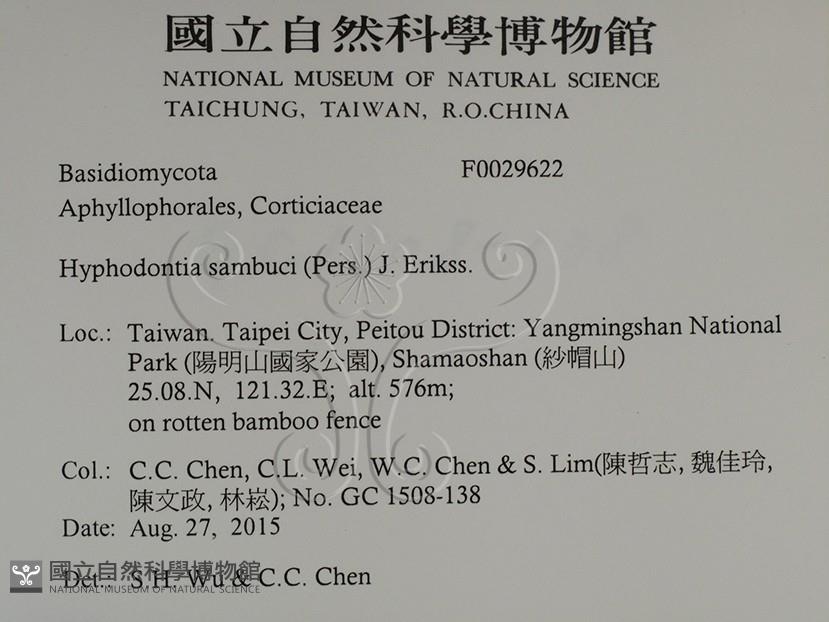 國立自然科學博物館
NATIONAL MUSEUM OF NATURAL SCIENCE
TAICHUNG, TAIWAN, R.O.CHINA
Basidiomycota F0029622
Aphyllophorales, Corticiaceae
Hyphodontia sambuci (Pers.) J. Erikss.
Loc.: Taiwan. Taipei City, Peitou District: Yangmingshan National
Park (陽明山國家公園), Shamaoshan (紗帽山)
25.08.N, 121.32.E; alt. 576m;
on rotten bamboo fence
Col.: C.C. Chen, C.L. Wei, W.C. Chen & S. Lim(陳哲志, 魏佳玲,
陳文政, 林崧); No. GC 1508-138
Date: Aug. 27, 2015
Det.: S.H. Wu & C.C. Chen
國立自然科學博物館
NATIONAL MUSEUM OF NATURAL SCIENCE